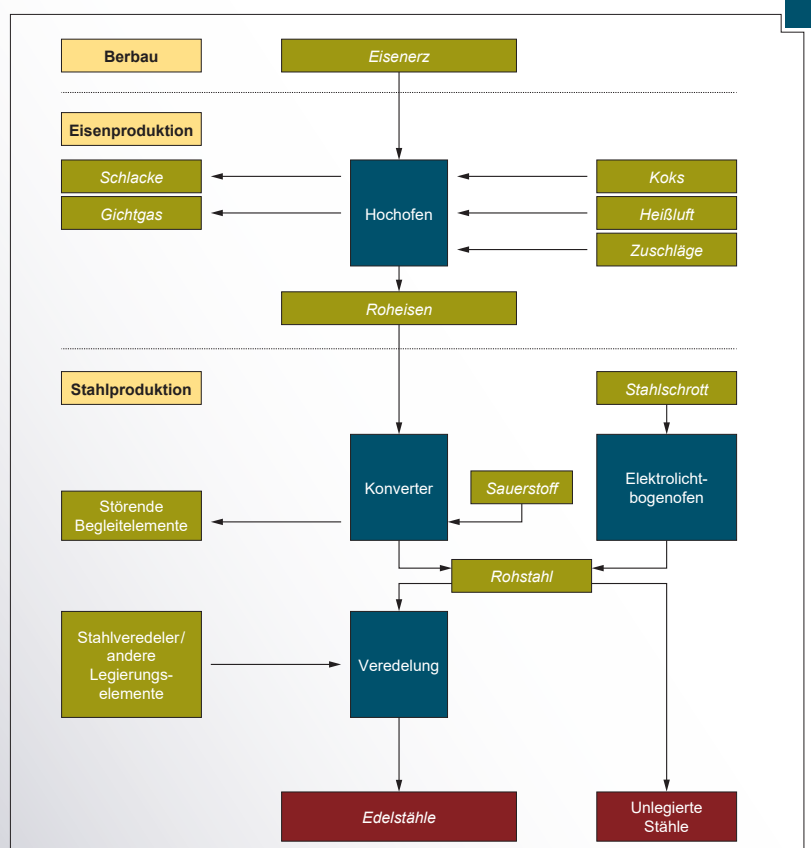 Berbau
Eisenerz
Eisenproduktion
Schlacke
Koks
Gichtgas
Hochofen
Heißluft
Zuschläge
Roheisen
Stahlproduktion
Stahlschrott
Konverter
Sauerstoff
Elektrolicht-
bogenofen
Störende
Begleitelemente
Rohstahl
Stahlveredeler/
andere
Legierungs-
elemente
Veredelung
Edelstähle
Unlegierte
Stähle